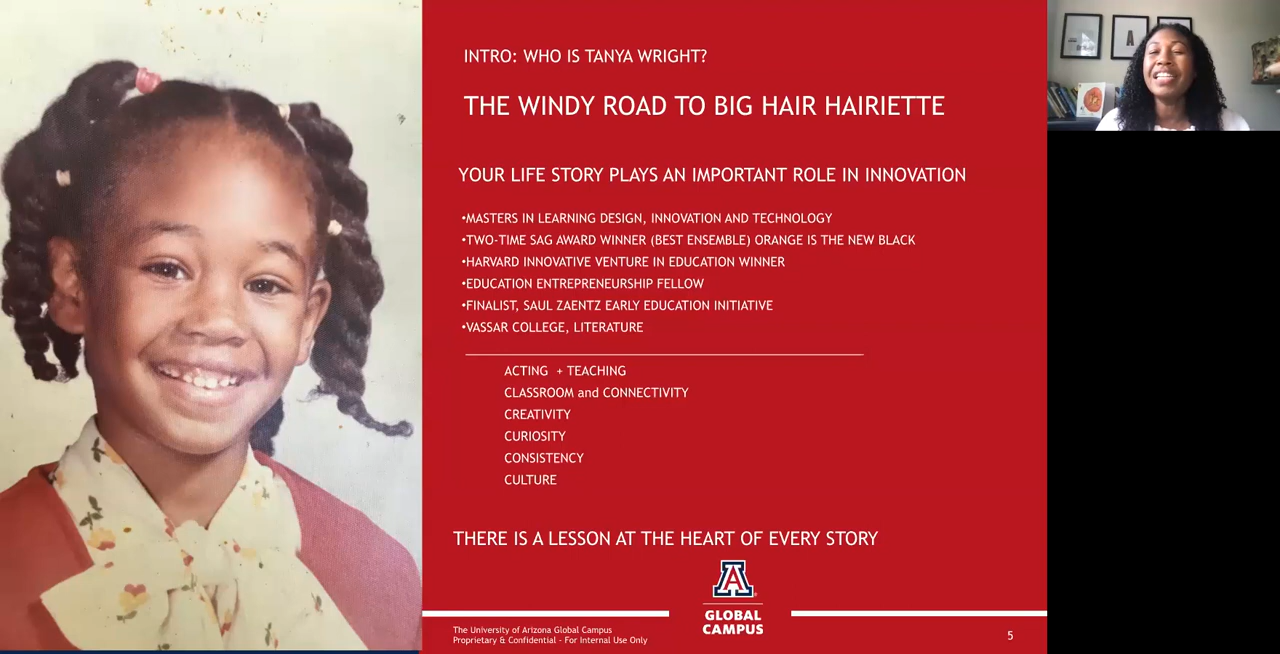 INTRO: WHO IS TANYA WRIGHT?
THE WINDY ROAD TO BIG HAIR HAIRIETTE
YOUR LIFE STORY PLAYS AN IMPORTANT ROLE IN INNOVATION
•MASTERS IN LEARNING DESIGN, INNOVATION AND TECHNOLOGY
•TWO-TIME SAG AWARD WINNER (BEST ENSEMBLE) ORANGE IS THE NEW BLACK
•HARVARD INNOVATIVE VENTURE IN EDUCATION WINNER
•EDUCATION ENTREPRENEURSHIP FELLOW
•FINALIST, SAUL ZAENTZ EARLY EDUCATION INITIATIVE
•VASSAR COLLEGE, LITERATURE
ACTING + TEACHING
CLASSROOM and CONNECTIVITY
CREATIVITY
CURIOSITY
CONSISTENCY
CULTURE
THERE IS A LESSON AT THE HEART OF EVERY STORY
A
GLOBAL
CAMPUS
The University of Arizona Global Campus
Proprietary & Confidential - For Internal Use Only
5
A